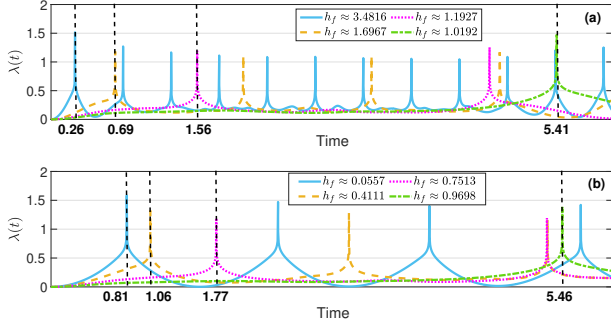 2
1.5
1
0.5
0
λ(t)
(a)
h_f ≈ 3.4816
h_f ≈ 1.1927
h_f ≈ 1.6967
h_f ≈ 1.0192
0.26 0.69 1.56 5.41
Time
2
1.5
1
0.5
0
λ(t)
(b)
h_f ≈ 0.0557
h_f ≈ 0.7513
h_f ≈ 0.4111
h_f ≈ 0.9698
0.81 1.06 1.77 5.46
Time